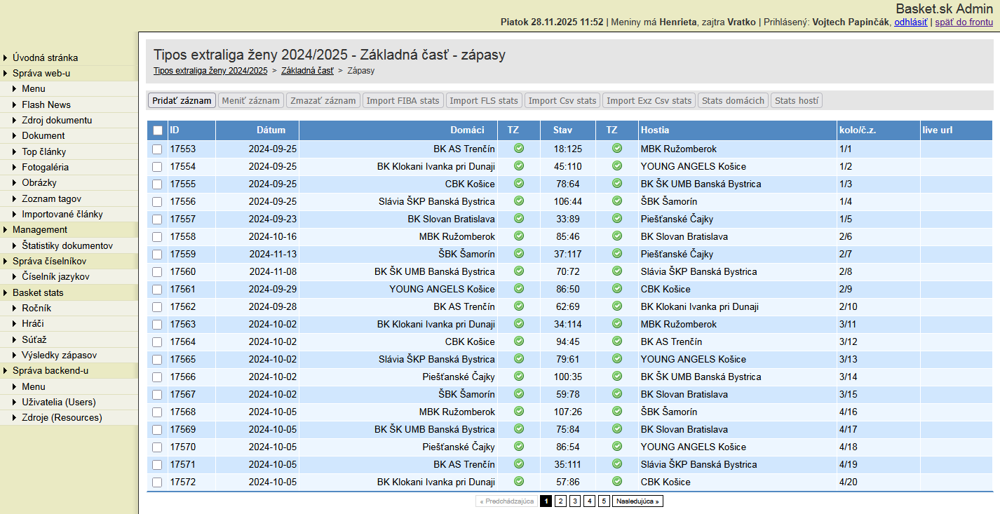 Basket.sk Admin
Piatok 28.11.2025 11:52 | Meniny má Henrieta, zajtra Vratko | Prihlásený: Vojtech Papinčák, odhlásiť | späť do frontu
Úvodná stránka
Správa web-u
Menu
Flash News
Zdroj dokumentu
Dokument
Top články
Fotogaléria
Obrázky
Zoznam tagov
Importované články
Management
Štatistiky dokumentov
Správa číselníkov
Číselník jazykov
Basket stats
Ročník
Hráči
Súťaž
Výsledky zápasov
Správa backend-u
Menu
Uživatelia (Users)
Zdroje (Resources)
Tipos extraliga ženy 2024/2025 - Základná časť - zápasy
Tipos extraliga ženy 2024/2025 > Základná časť > Zápasy
Pridať záznam Meniť záznam Zmazať záznam Import FIBA stats Import FLS stats Import Csv stats Import Exz Csv stats Stats domácich Stats hostí
ID Dátum Domáci TZ Stav TZ Hostia kolo/č.z. live url
17553 2024-09-25 BK AS Trenčín 18:125 MBK Ružomberok 1/1
17554 2024-09-25 BK Klokani Ivanka pri Dunaji 45:110 YOUNG ANGELS Košice 1/2
17555 2024-09-25 CBK Košice 78:64 BK ŠK UMB Banská Bystrica 1/3
17556 2024-09-25 Slávia ŠKP Banská Bystrica 106:44 ŠBK Šamorín 1/4
17557 2024-09-23 BK Slovan Bratislava 33:89 Piešťanské Čajky 1/5
17558 2024-10-16 MBK Ružomberok 85:46 BK Slovan Bratislava 2/6
17559 2024-11-13 ŠBK Šamorín 37:117 Piešťanské Čajky 2/7
17560 2024-11-08 BK ŠK UMB Banská Bystrica 70:72 Slávia ŠKP Banská Bystrica 2/8
17561 2024-09-29 YOUNG ANGELS Košice 86:50 CBK Košice 2/9
17562 2024-09-28 BK AS Trenčín 62:69 BK Klokani Ivanka pri Dunaji 2/10
17563 2024-10-02 BK Klokani Ivanka pri Dunaji 34:114 MBK Ružomberok 3/11
17564 2024-10-02 CBK Košice 94:45 BK AS Trenčín 3/12
17565 2024-10-02 Slávia ŠKP Banská Bystrica 79:61 YOUNG ANGELS Košice 3/13
17566 2024-10-02 Piešťanské Čajky 100:35 BK ŠK UMB Banská Bystrica 3/14
17567 2024-10-02 ŠBK Šamorín 59:78 BK Slovan Bratislava 3/15
17568 2024-10-05 MBK Ružomberok 107:26 ŠBK Šamorín 4/16
17569 2024-10-05 BK ŠK UMB Banská Bystrica 75:84 BK Slovan Bratislava 4/17
17570 2024-10-05 Piešťanské Čajky 86:54 YOUNG ANGELS Košice 4/18
17571 2024-10-05 BK AS Trenčín 35:111 Slávia ŠKP Banská Bystrica 4/19
17572 2024-10-05 BK Klokani Ivanka pri Dunaji 57:86 CBK Košice 4/20
« Predchádzajúca 1 2 3 4 5 Nasledujúca »